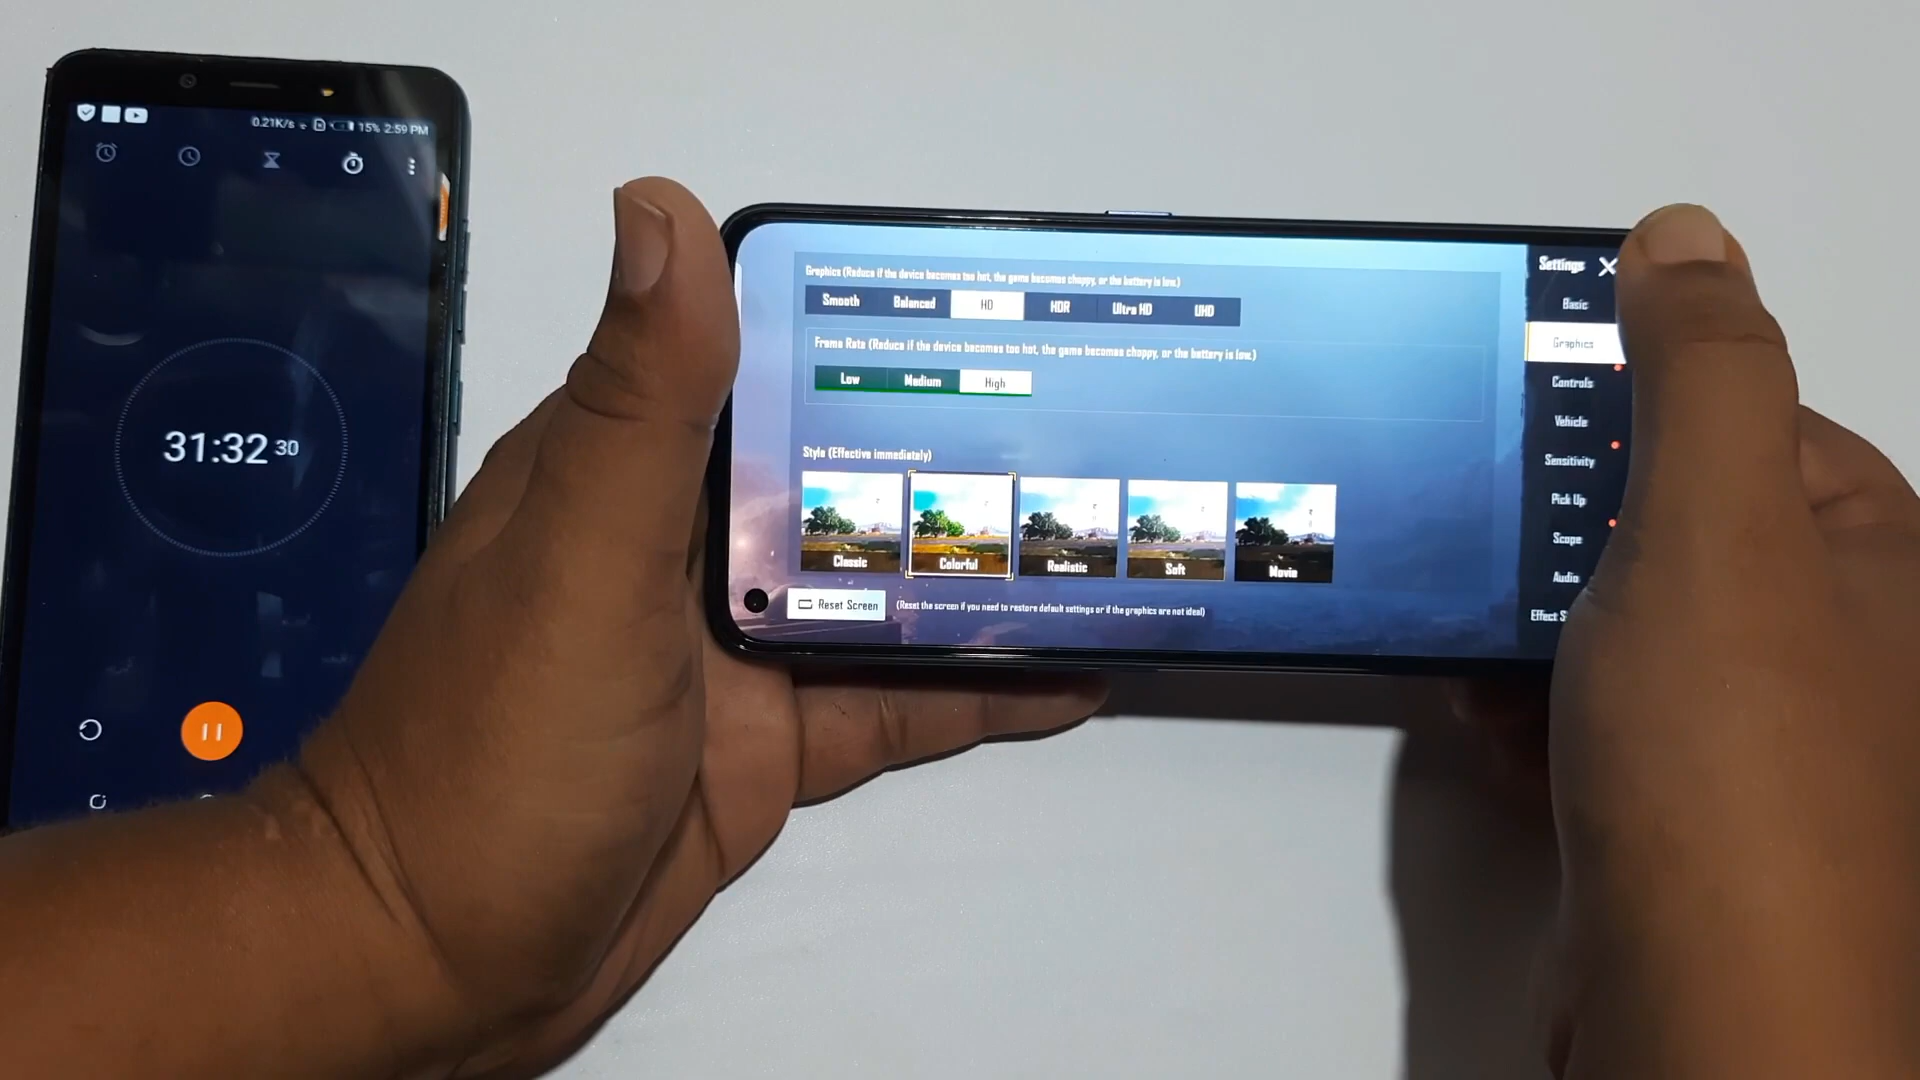 0.21K/s 15% 2:59 PM
31:32 30
Graphics (Reduce if the device becomes too hot, the game becomes choppy, or the battery is low.)
Smooth Balanced HD HDR Ultra HD UHD
Frame Rate (Reduce if the device becomes too hot, the game becomes choppy, or the battery is low.)
Low Medium High
Style (Effective immediately)
Classic Colorful Realistic Soft Movie
Reset Screen (Reset the screen if you need to restore default settings or if the graphics are not ideal)
Settings X
Basic
Graphics
Controls
Vehicle
Sensitivity
Pick Up
Scope
Audio
Effect S